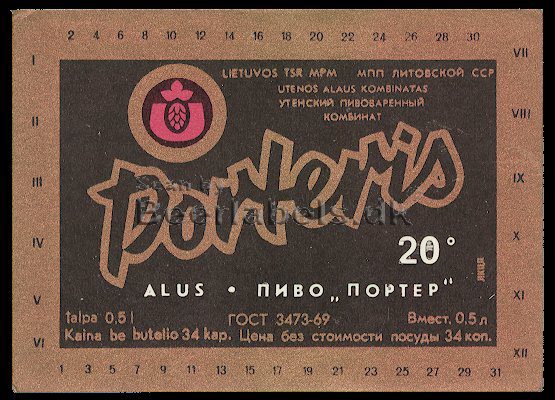 2 4 6 8 10 12 14 16 18 20 22 24 26 28 30
I
II
III
IV
V
VI
VII
VIII
IX
X
XI
XII
LIETUVOS TSR MPM МПП ЛИТОВСКОЙ ССР
UTENOS ALAUS KOMBINATAS
УТЕНСКИЙ ПИВОВАРЕННЫЙ
КОМБИНАТ
Porteris
Scan by
Beerlabels.dk
20°
ALUS • ПИВО „ПОРТЕР"
talpa 0,5 l ГОСТ 3473-69 Вмест. 0,5 л
Kaina be butelio 34 kap. Цена без стоимости посуды 34 коп.
1 3 5 7 9 11 13 15 17 19 21 23 25 27 29 31